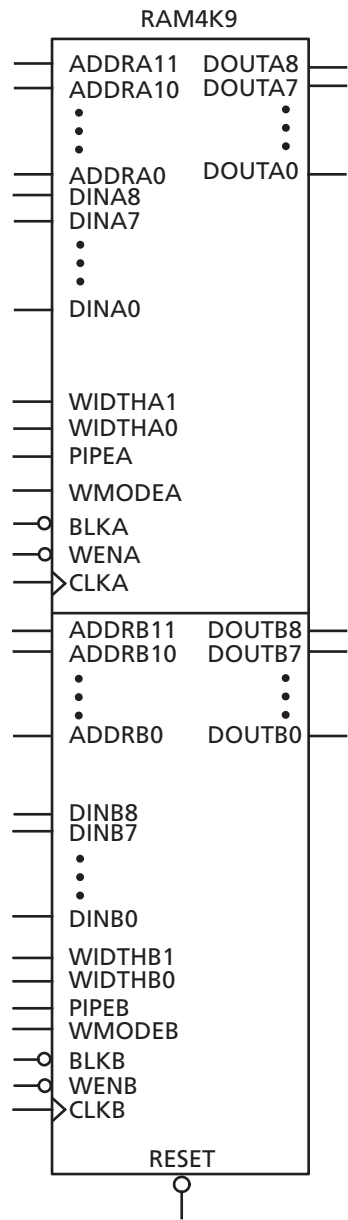 RAM4K9
ADDRA11 DOUTA8
ADDRA10 DOUTA7
ADDRA0 DOUTA0
DINA8
DINA7
DINA0
WIDTHA1
WIDTHA0
PIPEA
WMODEA
BLKA
WENA
CLKA
ADDRB11 DOUTB8
ADDRB10 DOUTB7
ADDRB0 DOUTB0
DINB8
DINB7
DINB0
WIDTHB1
WIDTHB0
PIPEB
WMODEB
BLKB
WENB
CLKB
RESET